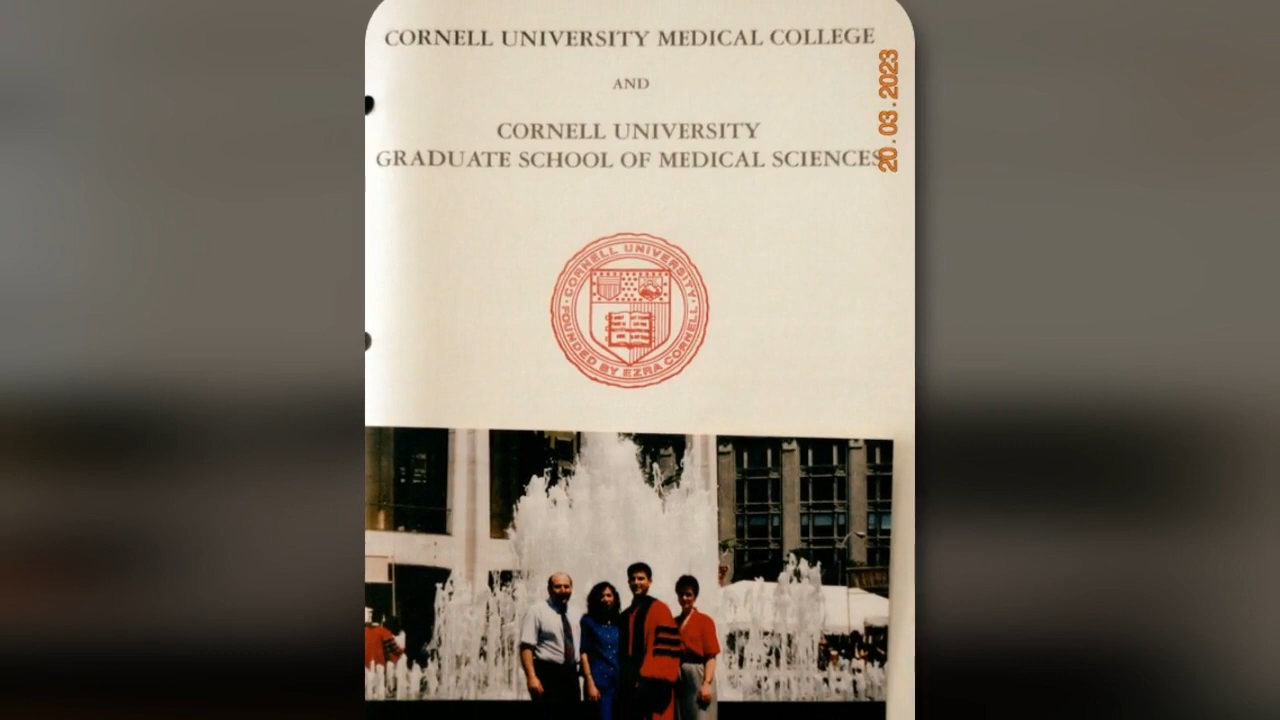 CORNELL UNIVERSITY MEDICAL COLLEGE
AND
CORNELL UNIVERSITY
GRADUATE SCHOOL OF MEDICAL SCIENCES
20.03.2023
CORNELL UNIVERSITY
FOUNDED BY EZRA CORNELL